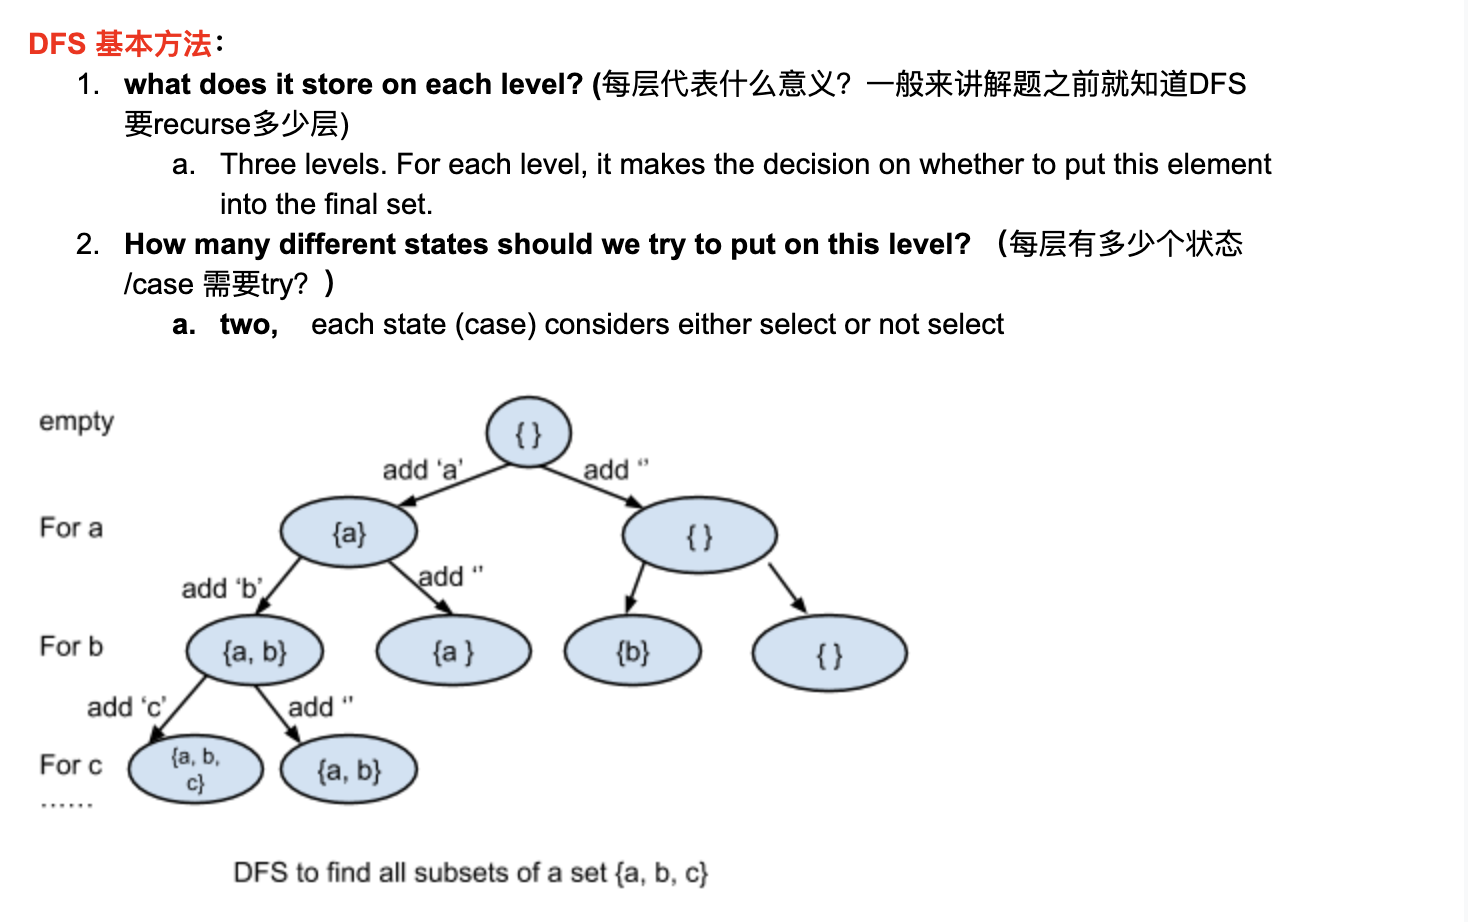 DFS 基本方法：
1. what does it store on each level? (每层代表什么意义？一般来讲解题之前就知道DFS
要recurse多少层)
a. Three levels. For each level, it makes the decision on whether to put this element
into the final set.
2. How many different states should we try to put on this level? （每层有多少个状态
/case 需要try？）
a. two, each state (case) considers either select or not select
empty
{ }
add ‘a’
add ‘’
For a
{a}
{ }
add ‘b’
add ‘’
For b
{a, b}
{a }
{b}
{ }
add ‘c’
add ‘’
For c
{a, b,
c}
{a, b}
......
DFS to find all subsets of a set {a, b, c}